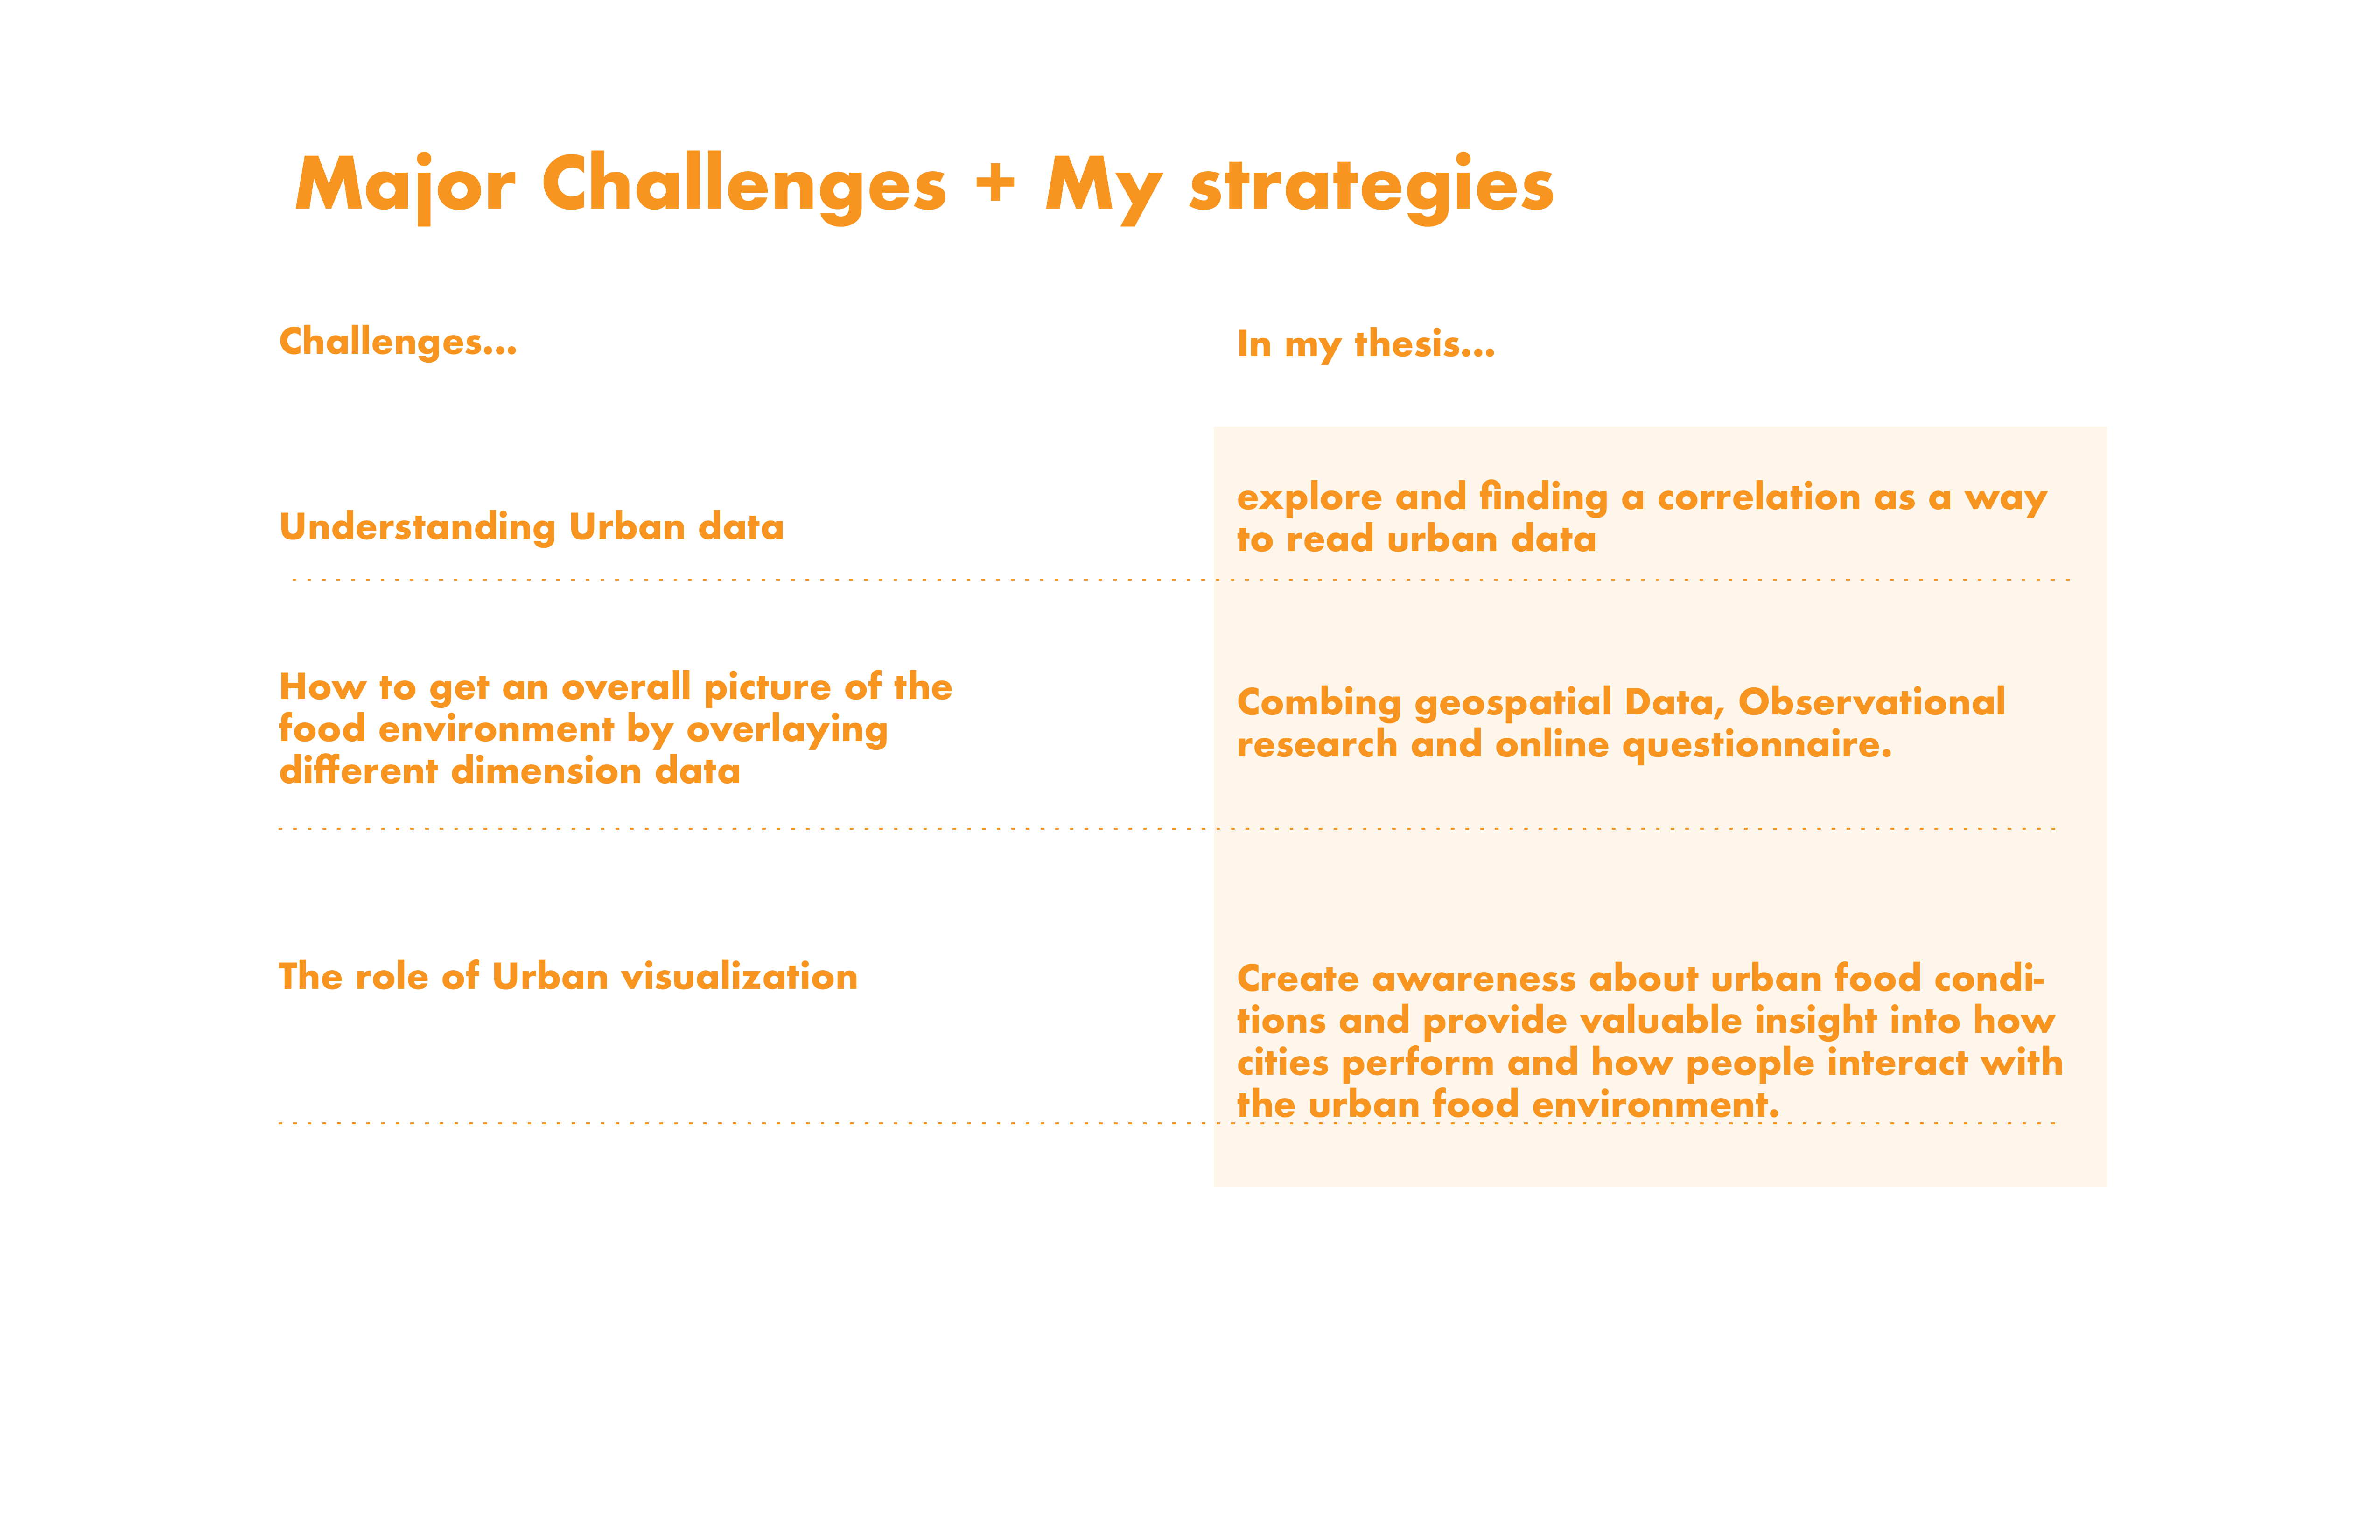 Major Challenges + My strategies
Challenges...
In my thesis...
Understanding Urban data
explore and finding a correlation as a way
to read urban data
How to get an overall picture of the
food environment by overlaying
different dimension data
Combing geospatial Data, Observational
research and online questionnaire.
The role of Urban visualization
Create awareness about urban food condi-
tions and provide valuable insight into how
cities perform and how people interact with
the urban food environment.